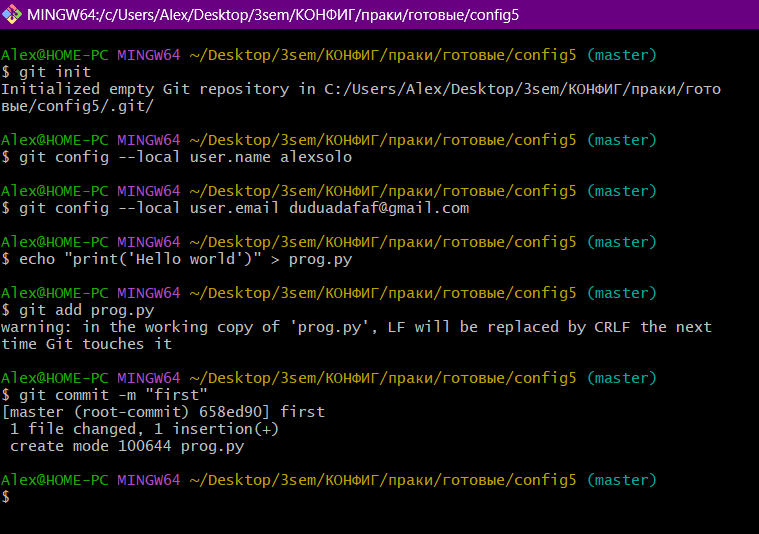 MINGW64:/c/Users/Alex/Desktop/3sem/КОНФИГ/праки/готовые/config5
Alex@HOME-PC MINGW64 ~/Desktop/3sem/КОНФИГ/праки/готовые/config5 (master)
$ git init
Initialized empty Git repository in C:/Users/Alex/Desktop/3sem/КОНФИГ/праки/гото
вые/config5/.git/
Alex@HOME-PC MINGW64 ~/Desktop/3sem/КОНФИГ/праки/готовые/config5 (master)
$ git config --local user.name alexsolo
Alex@HOME-PC MINGW64 ~/Desktop/3sem/КОНФИГ/праки/готовые/config5 (master)
$ git config --local user.email duduadafaf@gmail.com
Alex@HOME-PC MINGW64 ~/Desktop/3sem/КОНФИГ/праки/готовые/config5 (master)
$ echo "print('Hello world')" > prog.py
Alex@HOME-PC MINGW64 ~/Desktop/3sem/КОНФИГ/праки/готовые/config5 (master)
$ git add prog.py
warning: in the working copy of 'prog.py', LF will be replaced by CRLF the next
time Git touches it
Alex@HOME-PC MINGW64 ~/Desktop/3sem/КОНФИГ/праки/готовые/config5 (master)
$ git commit -m "first"
[master (root-commit) 658ed90] first
 1 file changed, 1 insertion(+)
 create mode 100644 prog.py
Alex@HOME-PC MINGW64 ~/Desktop/3sem/КОНФИГ/праки/готовые/config5 (master)
$